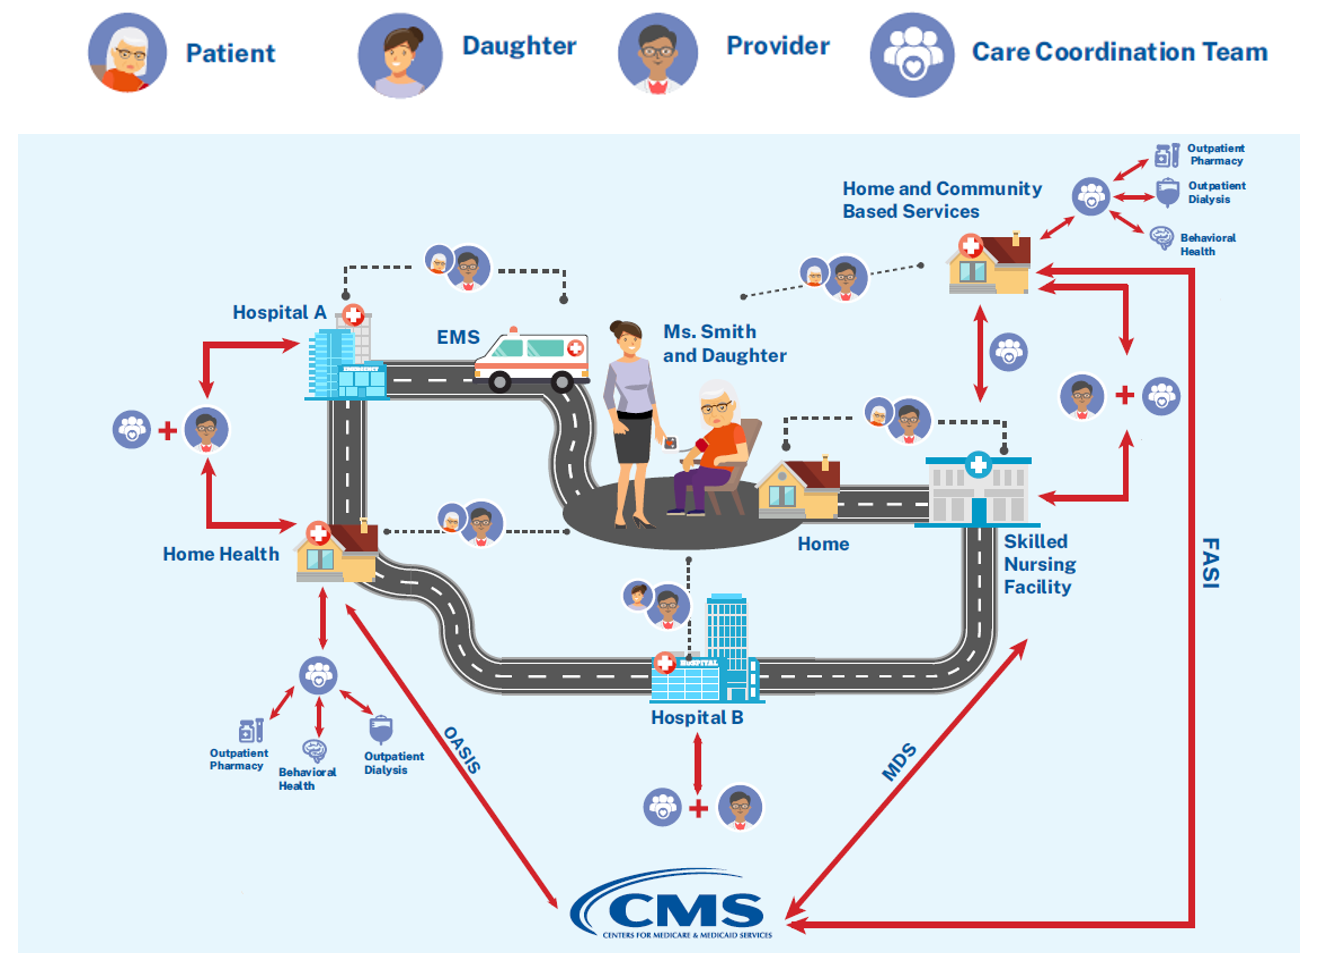 Patient
Daughter
Provider
Care Coordination Team
Outpatient
Pharmacy
Outpatient
Dialysis
Behavioral
Health
Home and Community
Based Services
Hospital A
EMS
Ms. Smith
and Daughter
EMERGENCY
Home Health
Home
Skilled
Nursing
Facility
FASI
HOSPITAL
Hospital B
Outpatient
Pharmacy
Behavioral
Health
Outpatient
Dialysis
OASIS
MDS
CMS
CENTERS FOR MEDICARE & MEDICAID SERVICES